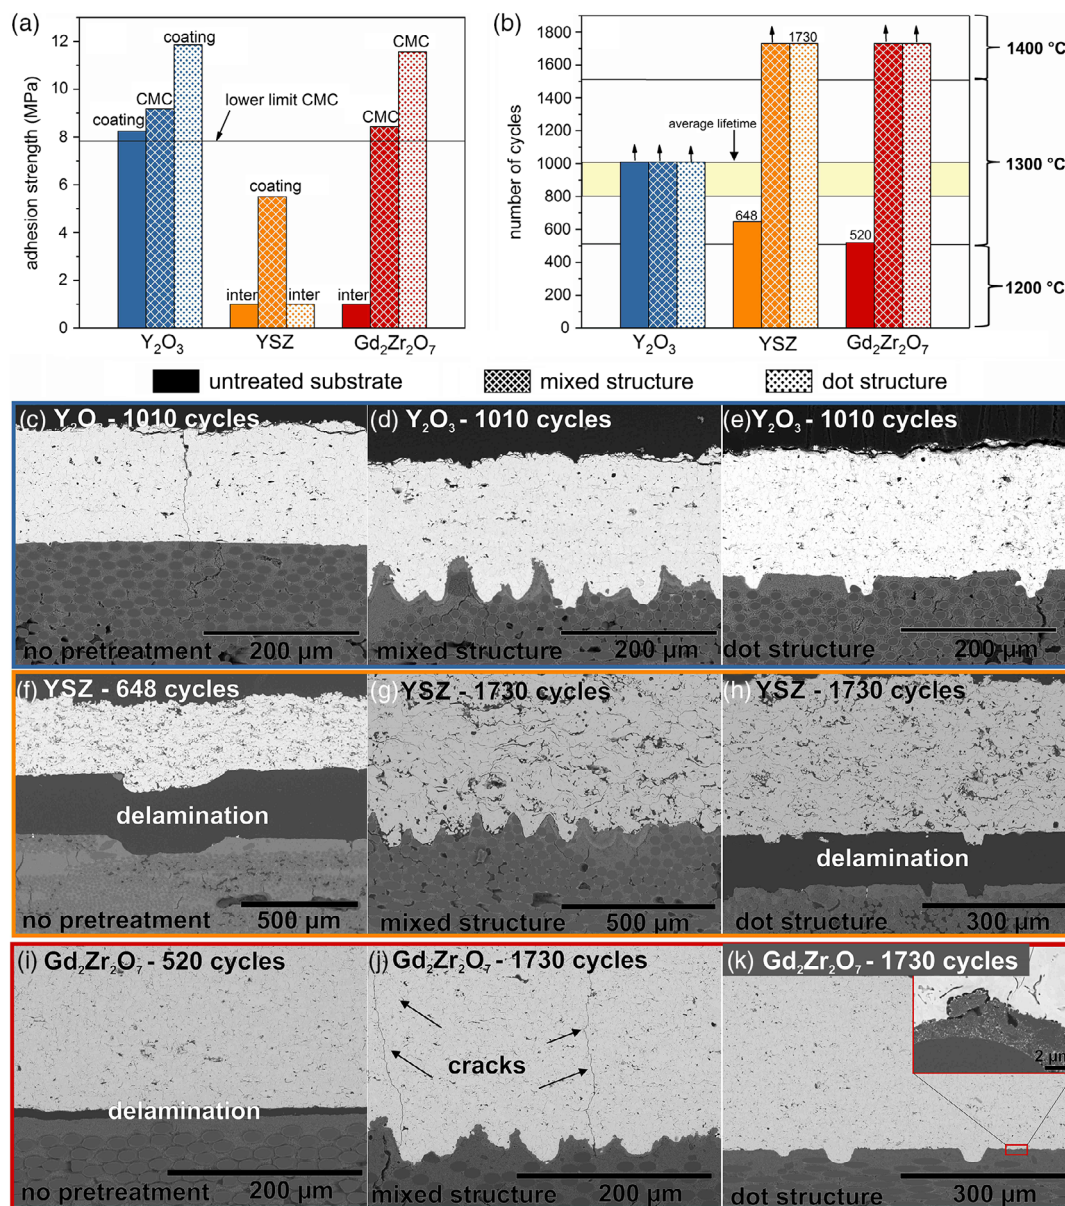 (a)
adhesion strength (MPa)
12
10
8
6
4
2
0
coating
CMC
coating
lower limit CMC
inter
coating
inter
inter
CMC
CMC
Y₂O₃
YSZ
Gd₂Zr₂O₇
(b)
number of cycles
1800
1600
1400
1200
1000
800
600
400
200
0
average lifetime
648
1730
520
1400 °C
1300 °C
1200 °C
Y₂O₃
YSZ
Gd₂Zr₂O₇
untreated substrate
mixed structure
dot structure
(c) Y₂O₃ - 1010 cycles
no pretreatment
200 µm
(d) Y₂O₃ - 1010 cycles
mixed structure
200 µm
(e) Y₂O₃ - 1010 cycles
dot structure
200 µm
(f) YSZ - 648 cycles
delamination
no pretreatment
500 µm
(g) YSZ - 1730 cycles
mixed structure
500 µm
(h) YSZ - 1730 cycles
delamination
dot structure
300 µm
(i) Gd₂Zr₂O₇ - 520 cycles
delamination
no pretreatment
200 µm
(j) Gd₂Zr₂O₇ - 1730 cycles
cracks
mixed structure
200 µm
(k) Gd₂Zr₂O₇ - 1730 cycles
2 µm
dot structure
300 µm